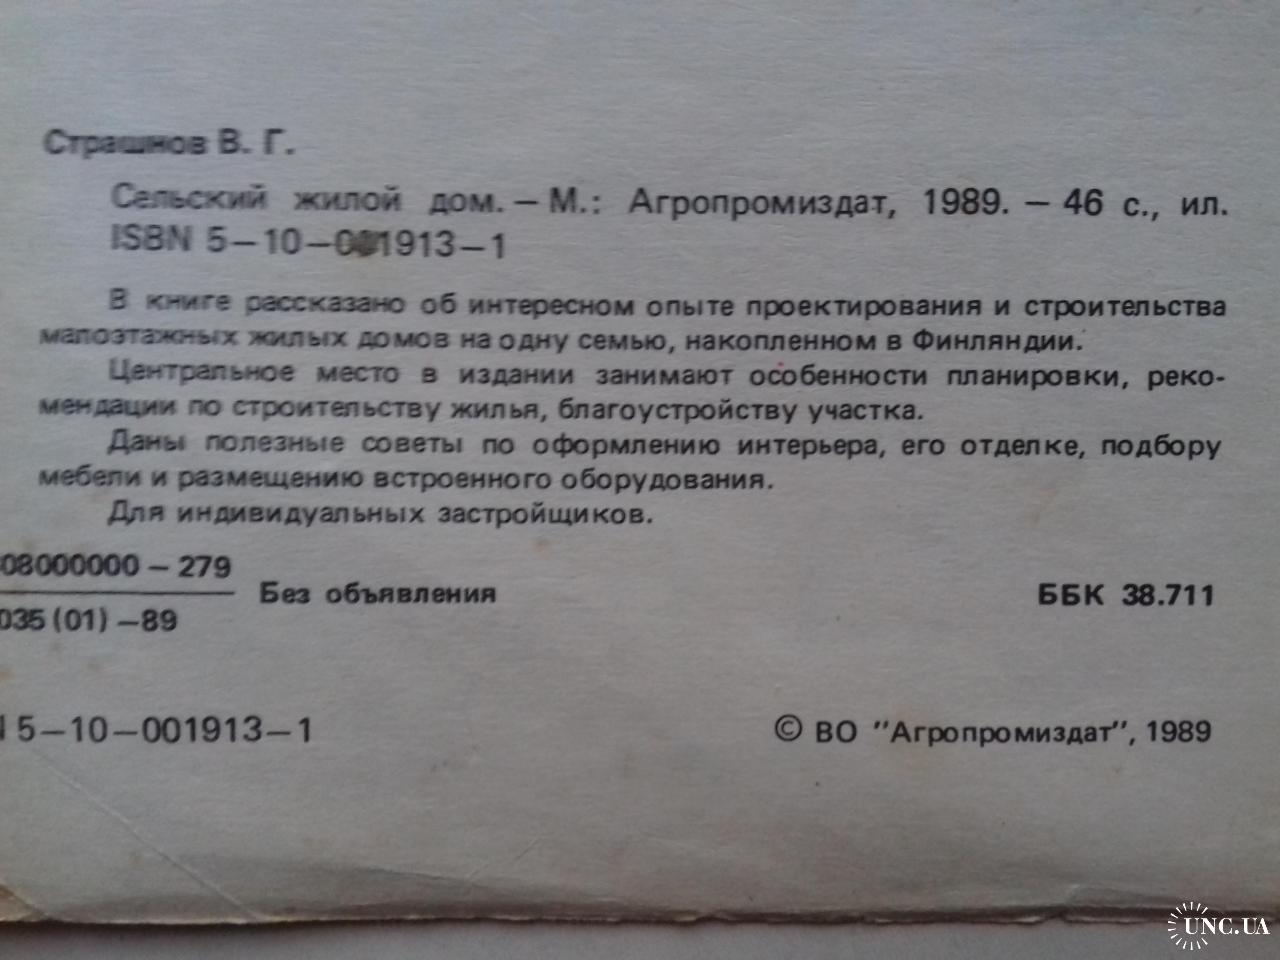 Страшнов В. Г.
Сельский жилой дом. — М.: Агропромиздат, 1989. — 46 с., ил.
ISBN 5—10—001913—1
В книге рассказано об интересном опыте проектирования и строительства
малоэтажных жилых домов на одну семью, накопленном в Финляндии.
Центральное место в издании занимают особенности планировки, реко-
мендации по строительству жилья, благоустройству участка.
Даны полезные советы по оформлению интерьера, его отделке, подбору
мебели и размещению встроенного оборудования.
Для индивидуальных застройщиков.
08000000 — 279
035 (01) —89
Без объявления
ББК 38.711
N 5—10—001913—1
© ВО "Агропромиздат", 1989
UNC.UA